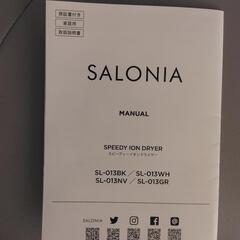 保証書付き
家庭用
取扱説明書
SALONIA
MANUAL
SPEEDY ION DRYER
スピーディーイオンドライヤー
SL-013BK ／ SL-013WH
SL-013NV ／ SL-013GR
SALONIA